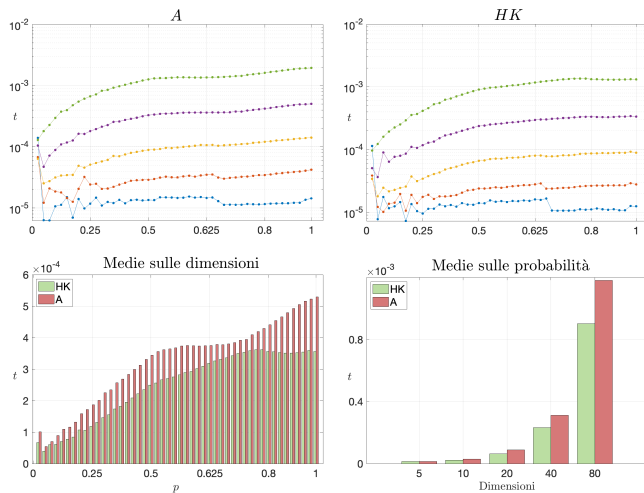 A
10^-2
10^-3
t
10^-4
10^-5
0 0.25 0.5 0.625 0.8 1
HK
10^-2
10^-3
t
10^-4
10^-5
0 0.25 0.5 0.625 0.8 1
Medie sulle dimensioni
×10^-4
6
5
4
3
t
2
1
0
HK
A
0 0.25 0.5 0.625 0.8 1
p
Medie sulle probabilità
×10^-3
0.8
t
0.4
0
HK
A
5 10 20 40 80
Dimensioni